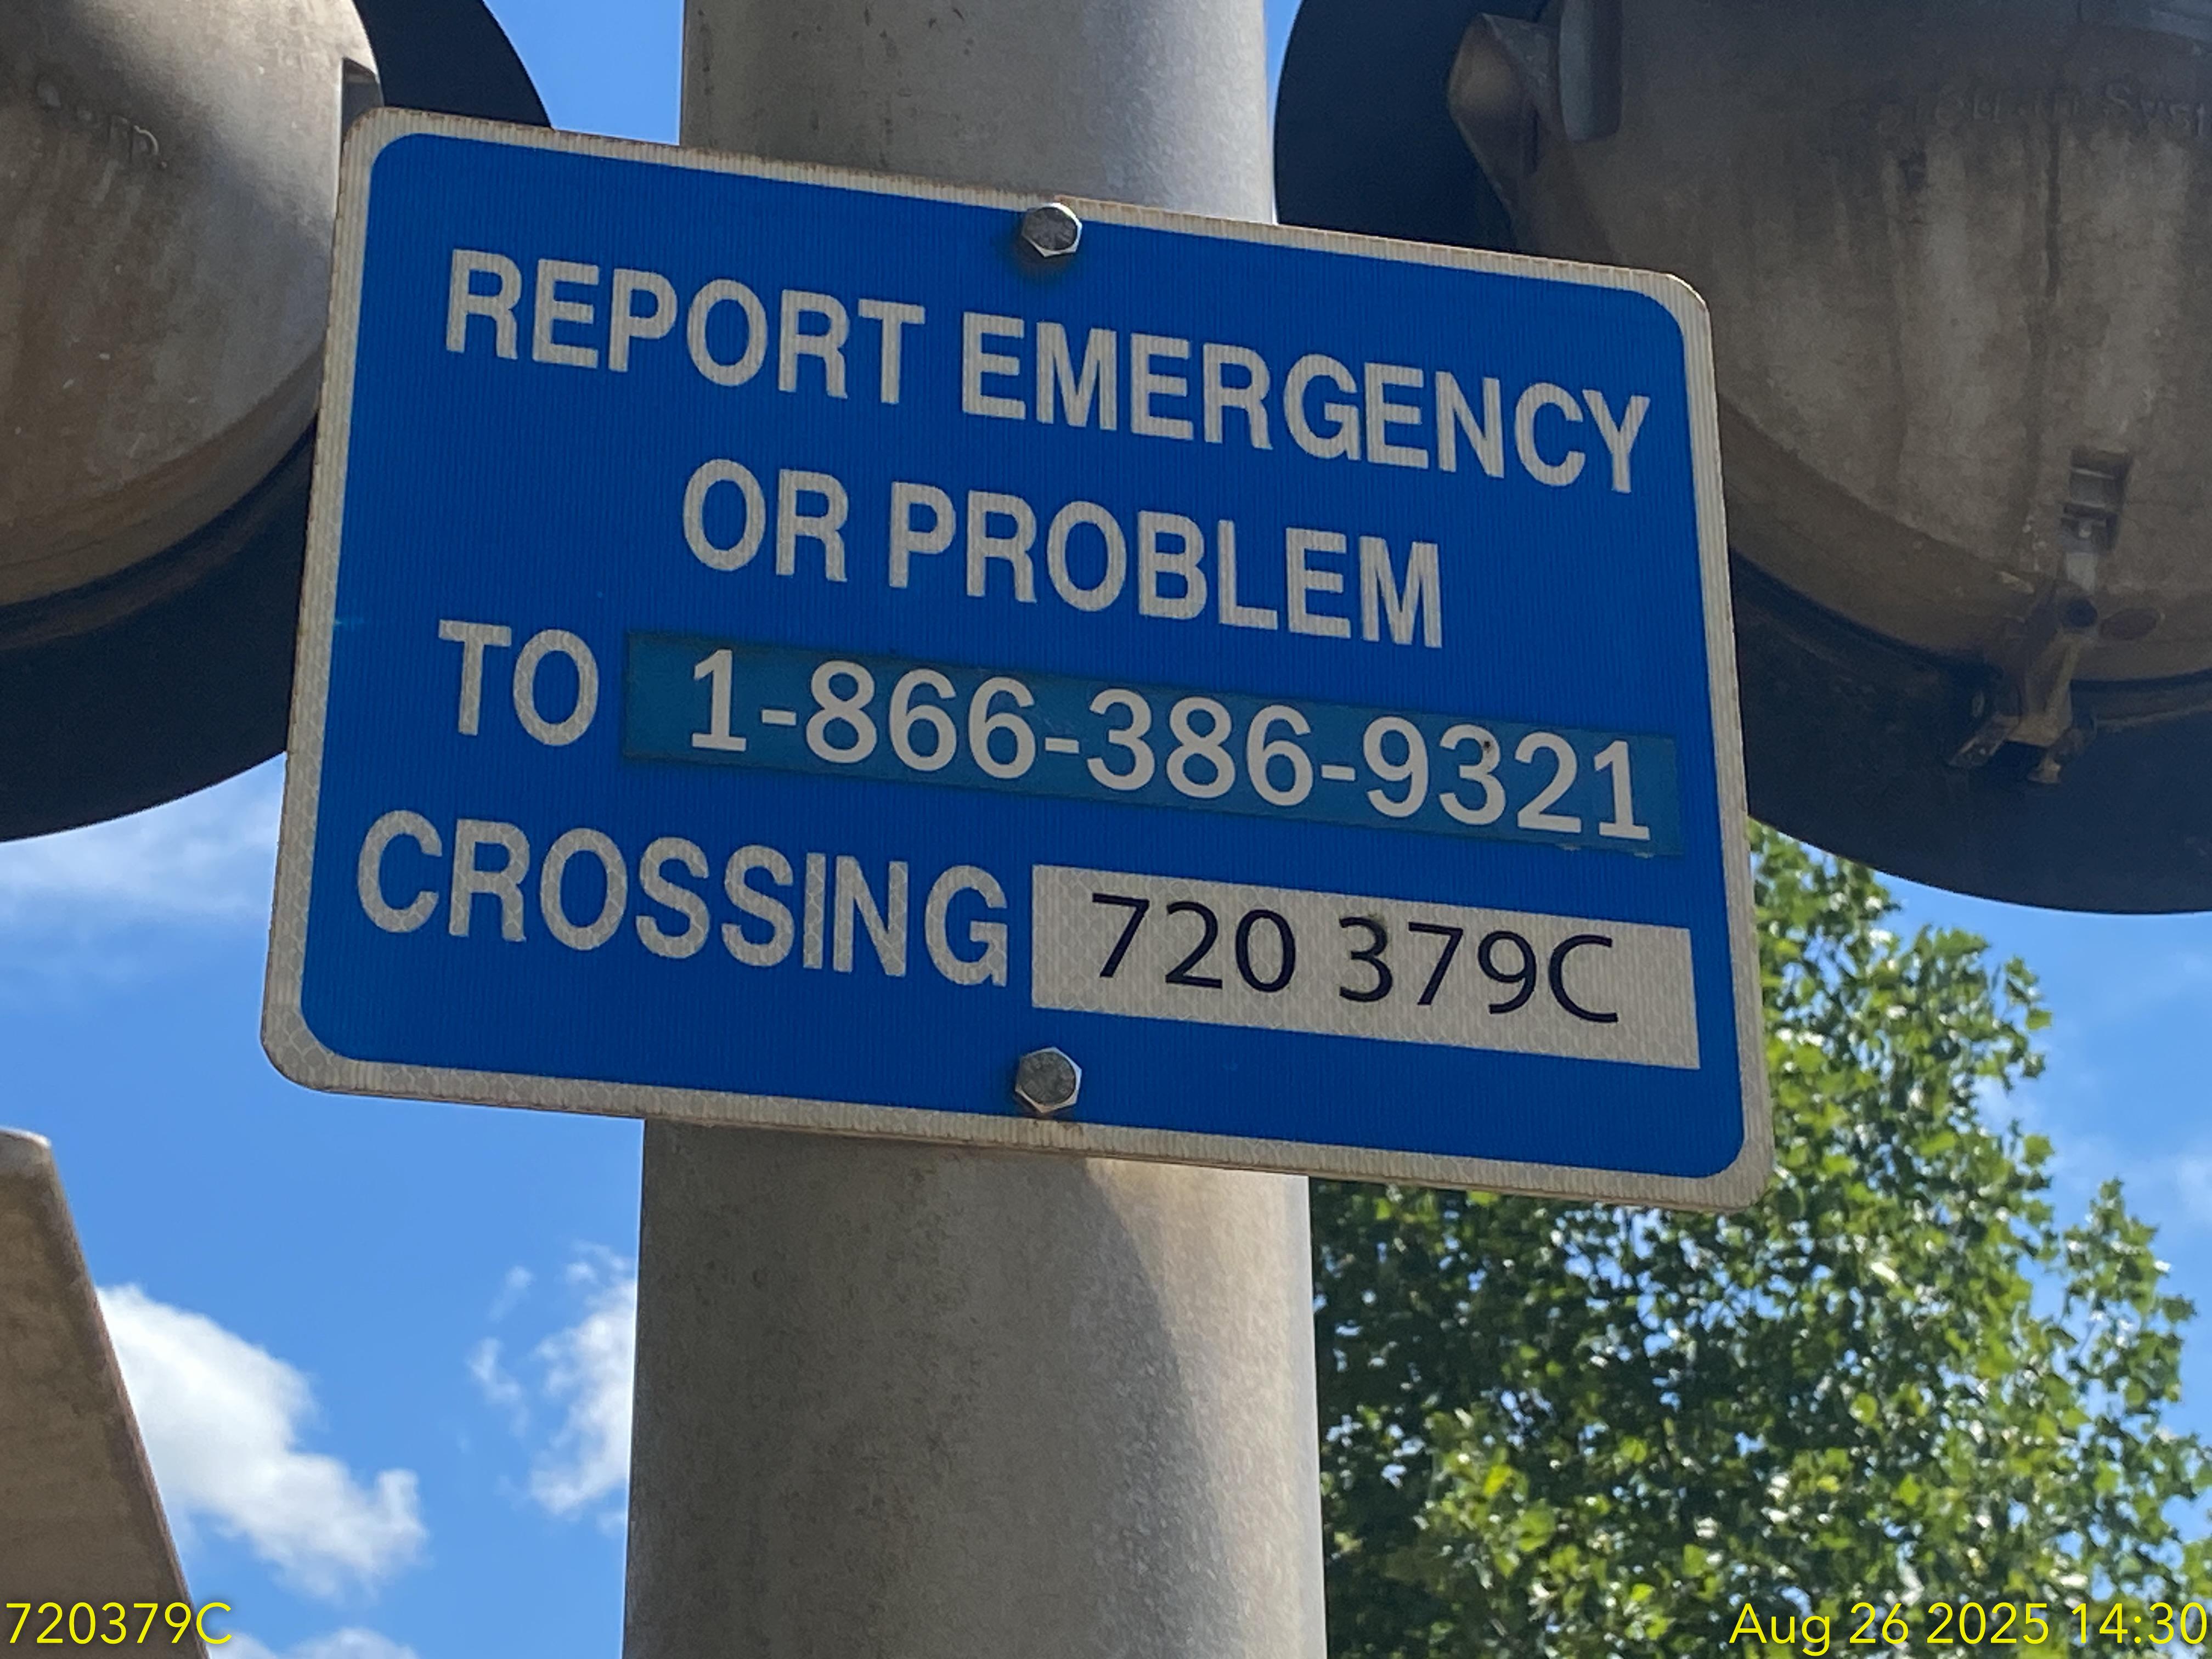 REPORT EMERGENCY
OR PROBLEM
TO 1-866-386-9321
CROSSING 720 379C
720379C
Aug 26 2025 14:30